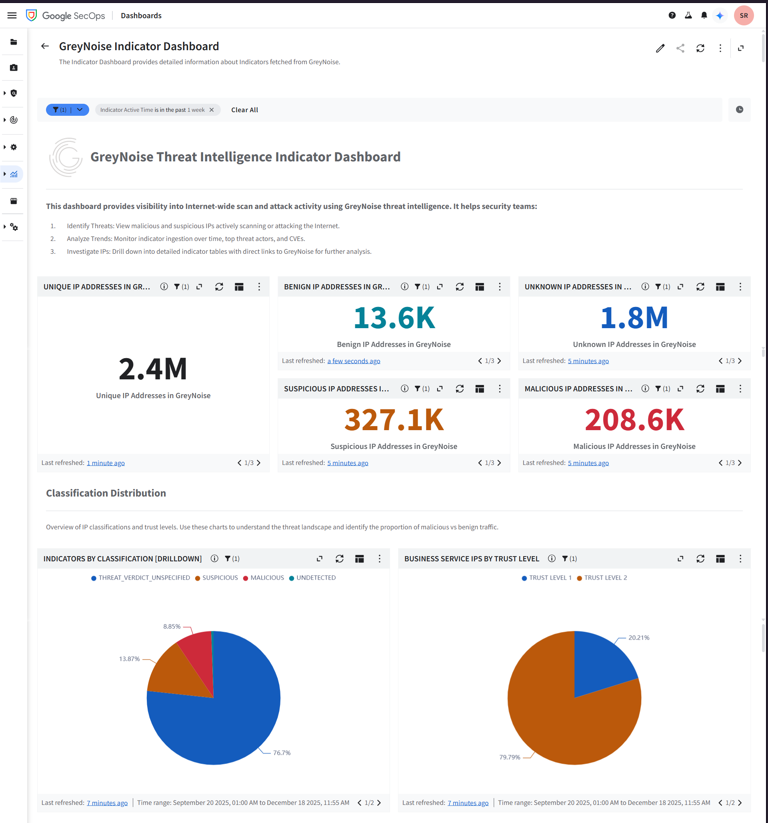 Google SecOps
Dashboards
SR
GreyNoise Indicator Dashboard
The Indicator Dashboard provides detailed information about Indicators fetched from GreyNoise.
(1)
Indicator Active Time is in the past 1 week
Clear All
GreyNoise Threat Intelligence Indicator Dashboard
This dashboard provides visibility into Internet-wide scan and attack activity using GreyNoise threat intelligence. It helps security teams:
1. Identify Threats: View malicious and suspicious IPs actively scanning or attacking the Internet.
2. Analyze Trends: Monitor indicator ingestion over time, top threat actors, and CVEs.
3. Investigate IPs: Drill down into detailed indicator tables with direct links to GreyNoise for further analysis.
UNIQUE IP ADDRESSES IN GR... (1)
2.4M
Unique IP Addresses in GreyNoise
Last refreshed: 1 minute ago
1/3
BENIGN IP ADDRESSES IN GR... (1)
13.6K
Benign IP Addresses in GreyNoise
Last refreshed: a few seconds ago
1/3
UNKNOWN IP ADDRESSES IN ... (1)
1.8M
Unknown IP Addresses in GreyNoise
Last refreshed: 5 minutes ago
1/3
SUSPICIOUS IP ADDRESSES I... (1)
327.1K
Suspicious IP Addresses in GreyNoise
Last refreshed: 5 minutes ago
1/3
MALICIOUS IP ADDRESSES IN ... (1)
208.6K
Malicious IP Addresses in GreyNoise
Last refreshed: 5 minutes ago
1/3
Classification Distribution
Overview of IP classifications and trust levels. Use these charts to understand the threat landscape and identify the proportion of malicious vs benign traffic.
INDICATORS BY CLASSIFICATION [DRILLDOWN] (1)
THREAT_VERDICT_UNSPECIFIED SUSPICIOUS MALICIOUS UNDETECTED
8.85%
13.87%
76.7%
Last refreshed: 7 minutes ago | Time range: September 20 2025, 01:00 AM to December 18 2025, 11:55 AM
1/2
BUSINESS SERVICE IPS BY TRUST LEVEL (1)
TRUST LEVEL 1 TRUST LEVEL 2
20.21%
79.79%
Last refreshed: 7 minutes ago | Time range: September 20 2025, 01:00 AM to December 18 2025, 11:55 AM
1/2